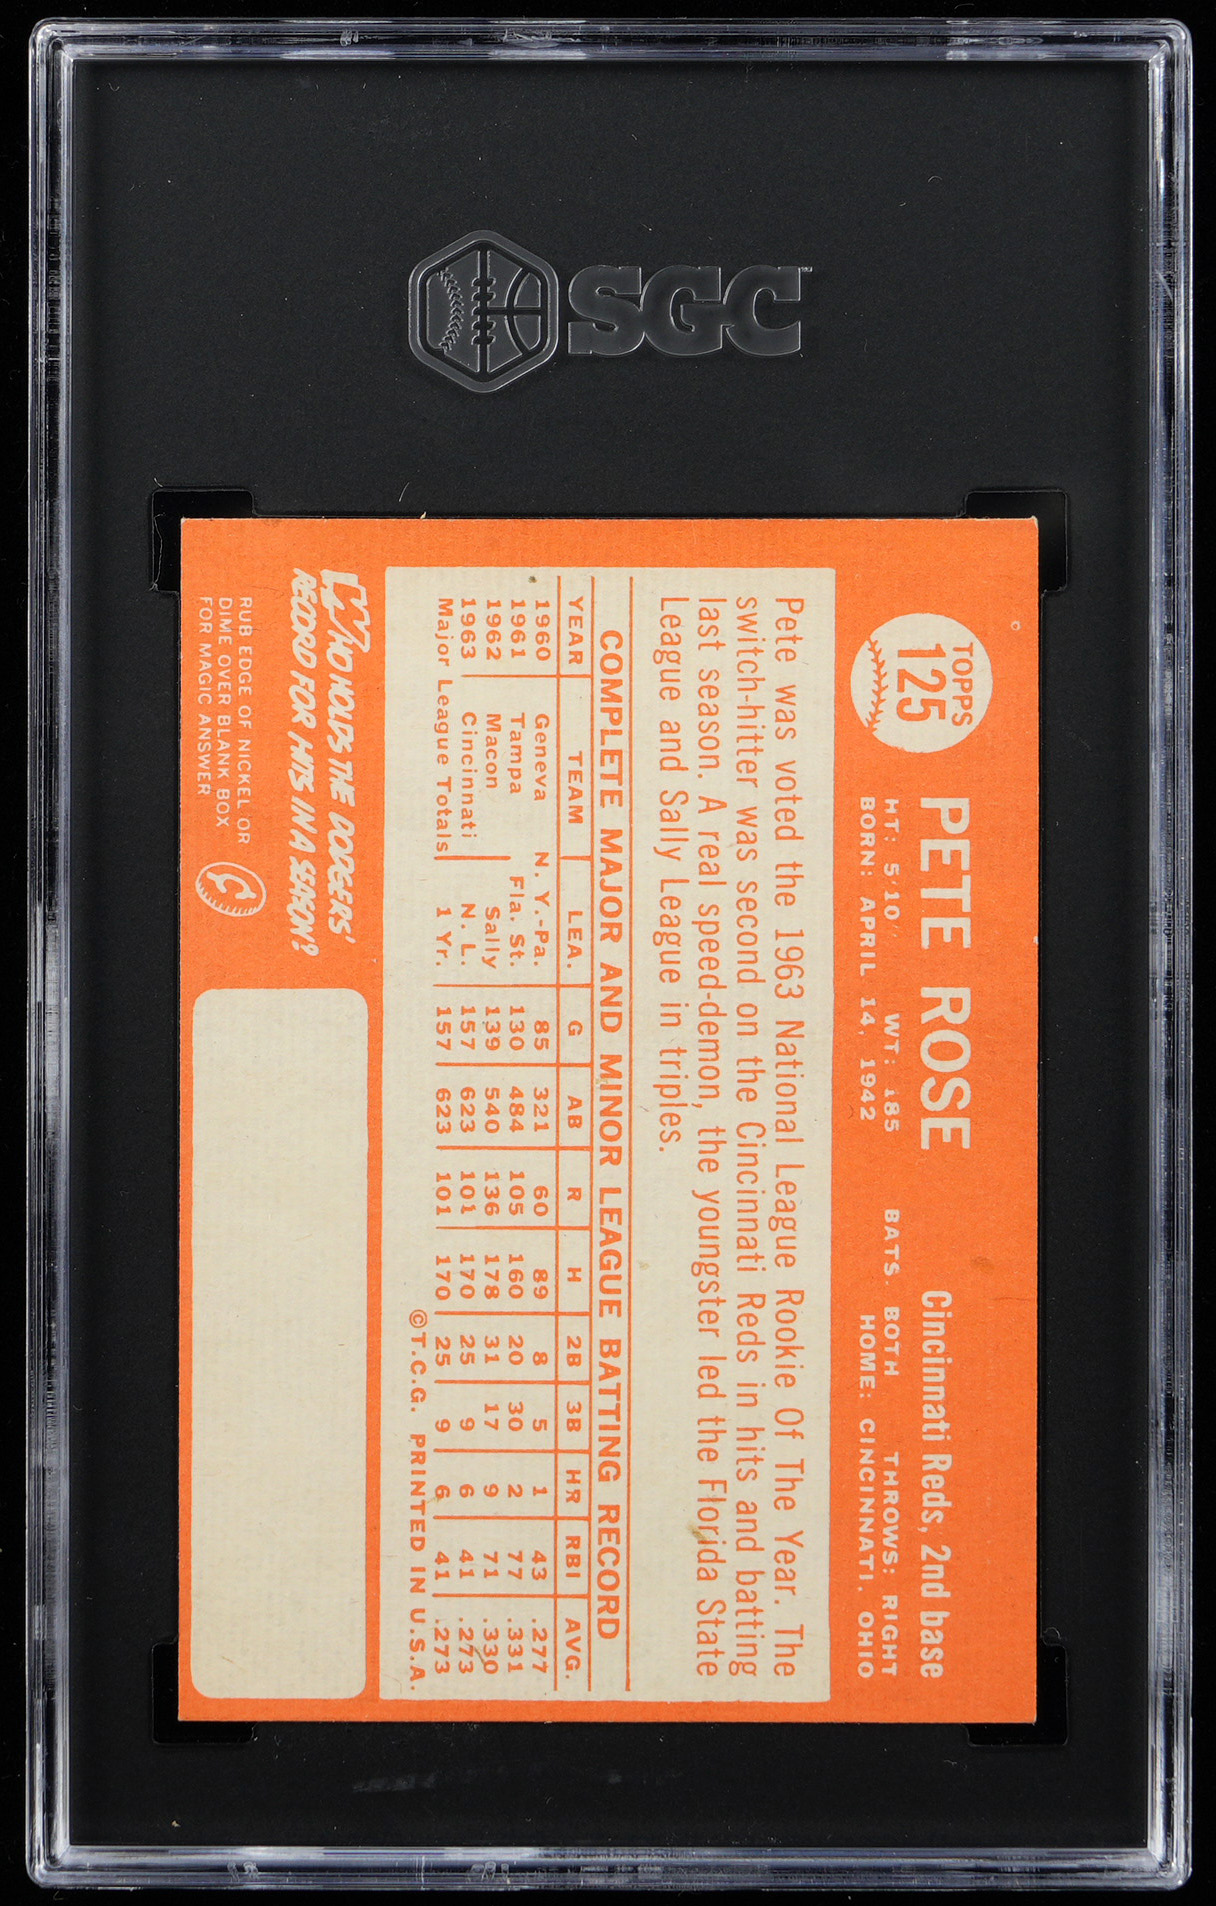 SGC
TOPPS
125
PETE ROSE
Cincinnati Reds, 2nd base
HT: 5'10" WT: 185 BATS. BOTH THROWS: RIGHT
BORN: APRIL 14, 1942 HOME: CINCINNATI, OHIO
Pete was voted the 1963 National League Rookie Of The Year. The
switch-hitter was second on the Cincinnati Reds in hits and batting
last season. A real speed-demon, the youngster led the Florida State
League and Sally League in triples.
COMPLETE MAJOR AND MINOR LEAGUE BATTING RECORD
YEAR TEAM LEA. G AB R H 2B 3B HR RBI AVG.
1960 Geneva N. Y.-Pa. 85 321 60 89 8 5 1 43 .277
1961 Tampa Fla. St. 130 484 105 160 20 30 2 77 .331
1962 Macon Sally 139 540 136 178 31 17 9 71 .330
1963 Cincinnati N. L. 157 623 101 170 25 9 6 41 .273
Major League Totals 1 Yr. 157 623 101 170 25 9 6 41 .273
©T.C.G. PRINTED IN U.S.A.
WHO HOLDS THE DODGERS'
RECORD FOR HITS IN A SEASON?
RUB EDGE OF NICKEL OR
DIME OVER BLANK BOX
FOR MAGIC ANSWER